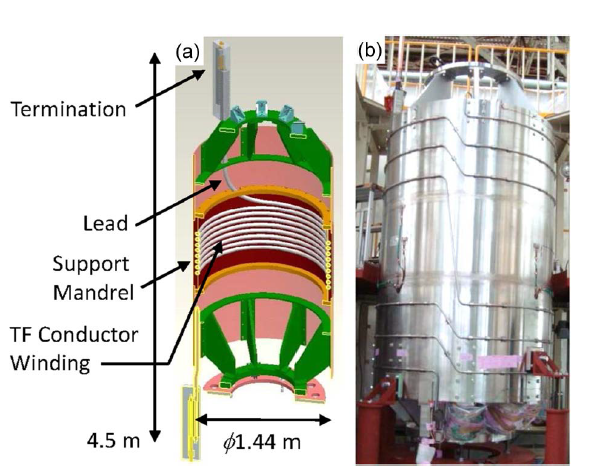 (a)
(b)
Termination
Lead
Support
Mandrel
TF Conductor
Winding
4.5 m
ϕ1.44 m